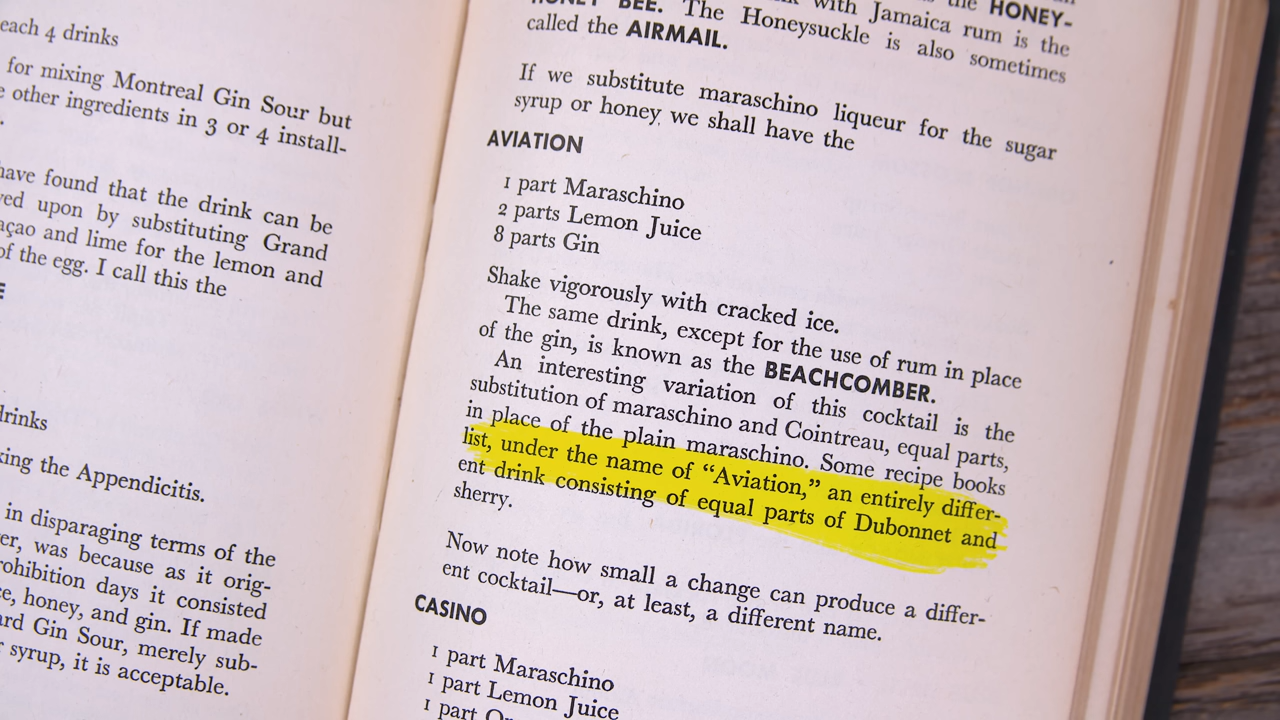 each 4 drinks
for mixing Montreal Gin Sour but
other ingredients in 3 or 4 install-
have found that the drink can be
upon by substituting Grand
and lime for the lemon and
of the egg. I call this the
drinks
the Appendicitis.
in disparaging terms of the
was because as it orig-
days it consisted
honey, and gin. If made
Gin Sour, merely sub-
syrup, it is acceptable.
the HONEY-
HONEY BEE. The Honeysuckle is also sometimes
with Jamaica rum is the
called the AIRMAIL.
If we substitute maraschino liqueur for the sugar
syrup or honey we shall have the
AVIATION
1 part Maraschino
2 parts Lemon Juice
8 parts Gin
Shake vigorously with cracked ice.
The same drink, except for the use of rum in place
of the gin, is known as the BEACHCOMBER.
An interesting variation of this cocktail is the
substitution of maraschino and Cointreau, equal parts,
in place of the plain maraschino. Some recipe books
list, under the name of “Aviation,” an entirely differ-
ent drink consisting of equal parts of Dubonnet and
sherry.
Now note how small a change can produce a differ-
ent cocktail—or, at least, a different name.
CASINO
1 part Maraschino
1 part Lemon Juice
1 part